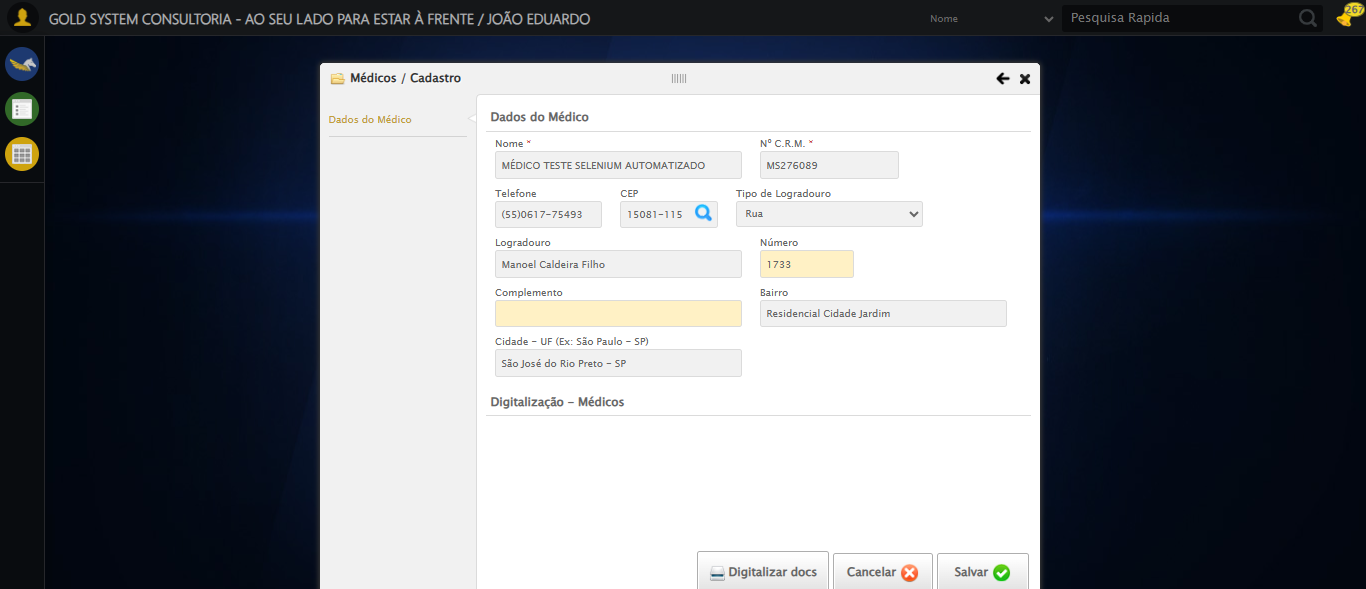 GOLD SYSTEM CONSULTORIA - AO SEU LADO PARA ESTAR À FRENTE / JOÃO EDUARDO
Nome
Pesquisa Rapida
267
Médicos / Cadastro
Dados do Médico
Dados do Médico
Nome * Nº C.R.M. *
MÉDICO TESTE SELENIUM AUTOMATIZADO MS276089
Telefone CEP Tipo de Logradouro
(55)0617-75493 15081-115 Rua
Logradouro Número
Manoel Caldeira Filho 1733
Complemento Bairro
Residencial Cidade Jardim
Cidade - UF (Ex: São Paulo - SP)
São José do Rio Preto - SP
Digitalização - Médicos
Digitalizar docs Cancelar Salvar